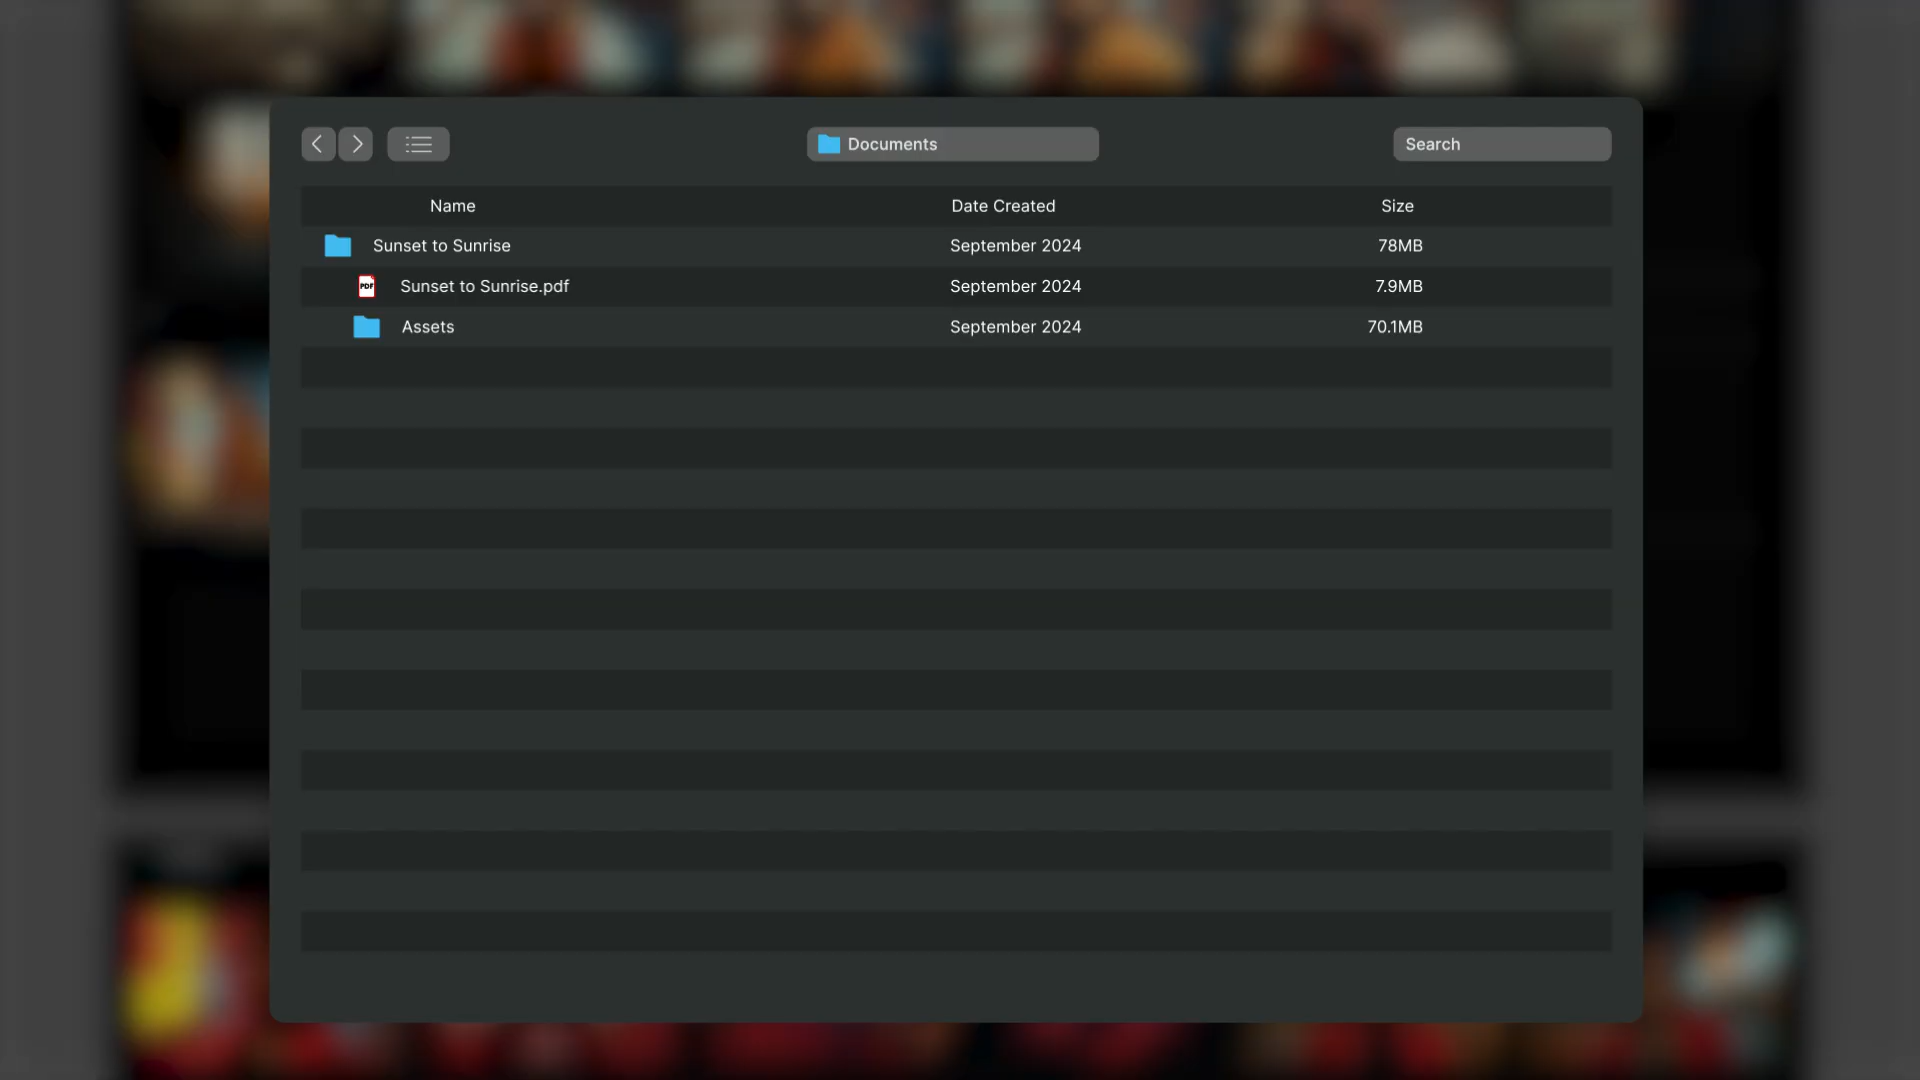 Documents
Search
Name Date Created Size
Sunset to Sunrise September 2024 78MB
PDF Sunset to Sunrise.pdf September 2024 7.9MB
Assets September 2024 70.1MB